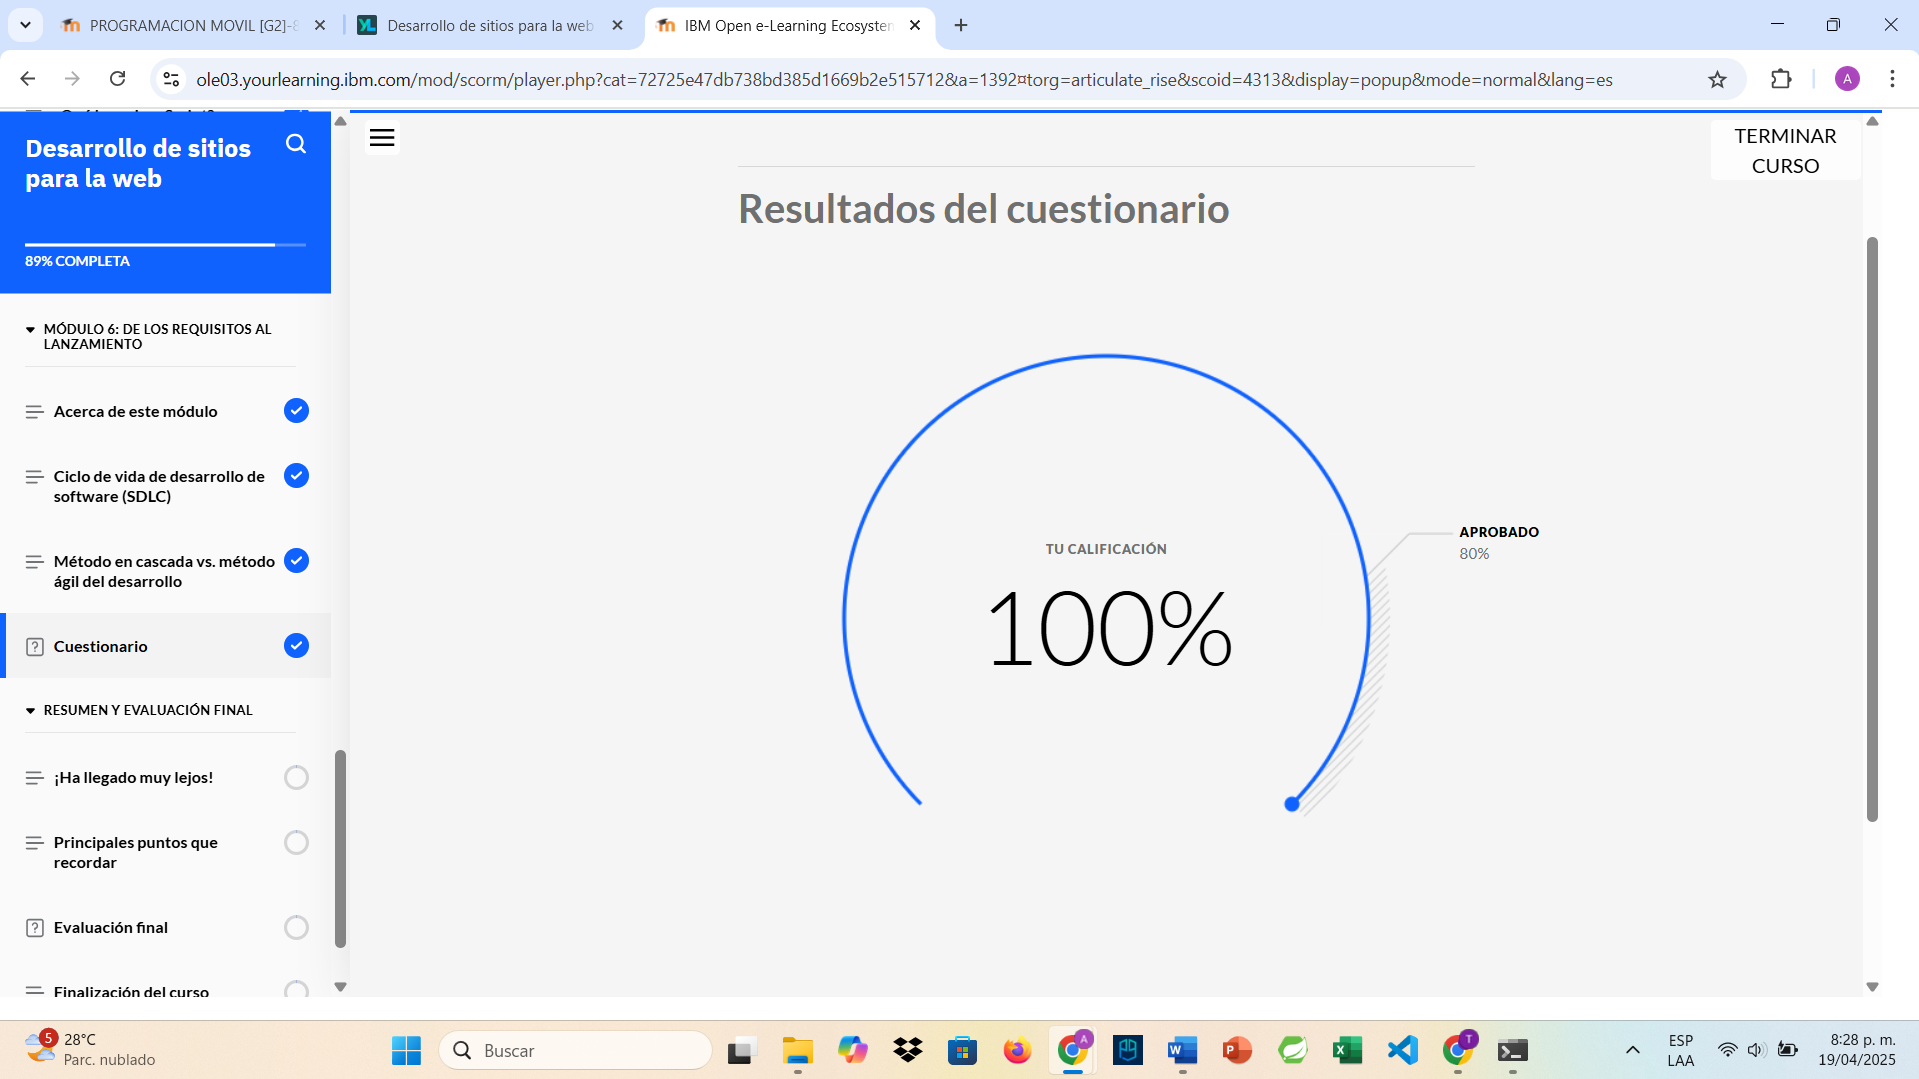 PROGRAMACION MOVIL [G2]-8
Desarrollo de sitios para la web
IBM Open e-Learning Ecosystem
ole03.yourlearning.ibm.com/mod/scorm/player.php?cat=72725e47db738bd385d1669b2e515712&a=1392¤torg=articulate_rise&scoid=4313&display=popup&mode=normal&lang=es
A
Desarrollo de sitios
para la web
89% COMPLETA
MÓDULO 6: DE LOS REQUISITOS AL
LANZAMIENTO
Acerca de este módulo
Ciclo de vida de desarrollo de
software (SDLC)
Método en cascada vs. método
ágil del desarrollo
Cuestionario
RESUMEN Y EVALUACIÓN FINAL
¡Ha llegado muy lejos!
Principales puntos que
recordar
Evaluación final
Finalización del curso
TERMINAR
CURSO
Resultados del cuestionario
TU CALIFICACIÓN
100%
APROBADO
80%
5
28°C
Parc. nublado
Buscar
A
T
ESP
LAA
8:28 p. m.
19/04/2025